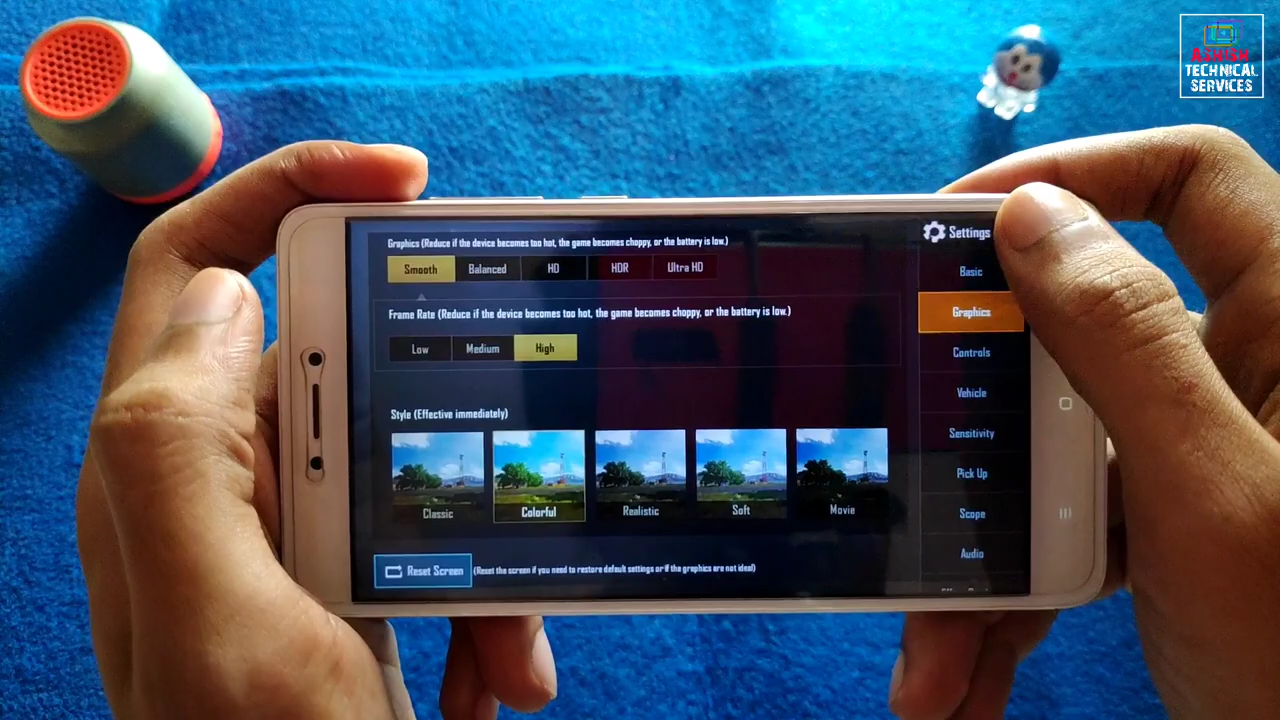 ASHISH
TECHNICAL
SERVICES
Settings
Graphics (Reduce if the device becomes too hot, the game becomes choppy, or the battery is low.)
Smooth Balanced HD HDR Ultra HD
Frame Rate (Reduce if the device becomes too hot, the game becomes choppy, or the battery is low.)
Low Medium High
Style (Effective immediately)
Classic Colorful Realistic Soft Movie
Reset Screen (Reset the screen if you need to restore default settings or if the graphics are not ideal)
Basic
Graphics
Controls
Vehicle
Sensitivity
Pick Up
Scope
Audio